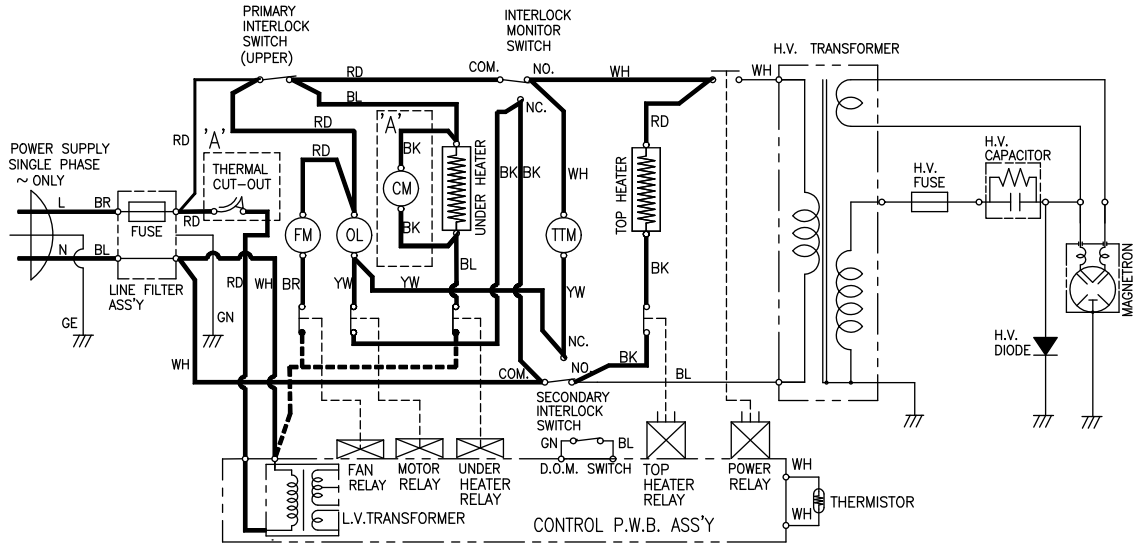 PRIMARY
INTERLOCK
SWITCH
(UPPER)
INTERLOCK
MONITOR
SWITCH
H.V. TRANSFORMER
RD
COM.
NO.
WH
WH
BL
NC.
RD
'A'
RD
RD
'A'
POWER SUPPLY
SINGLE PHASE
~ ONLY
THERMAL
CUT-OUT
RD
BK
CM
BK
UNDER HEATER
BK
BK
WH
TOP HEATER
H.V.
CAPACITOR
H.V.
FUSE
L
BR
FUSE
RD
FM
OL
TTM
N
BL
LINE FILTER
ASS'Y
RD
WH
BR
YW
YW
BL
YW
BK
MAGNETRON
GE
GN
H.V.
DIODE
WH
NC.
COM.
NO.
BK
BL
SECONDARY
INTERLOCK
SWITCH
GN
BL
D.O.M. SWITCH
FAN
RELAY
MOTOR
RELAY
UNDER
HEATER
RELAY
TOP
HEATER
RELAY
POWER
RELAY
WH
THERMISTOR
WH
L.V.TRANSFORMER
CONTROL P.W.B. ASS'Y